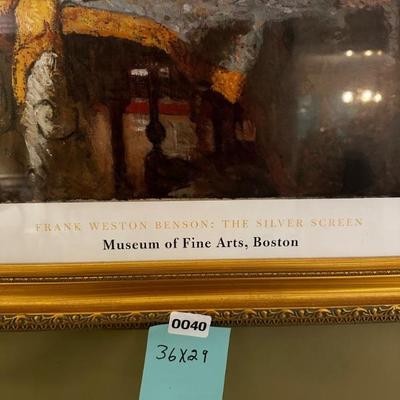 FRANK WESTON BENSON: THE SILVER SCREEN
Museum of Fine Arts, Boston
0040
36X29